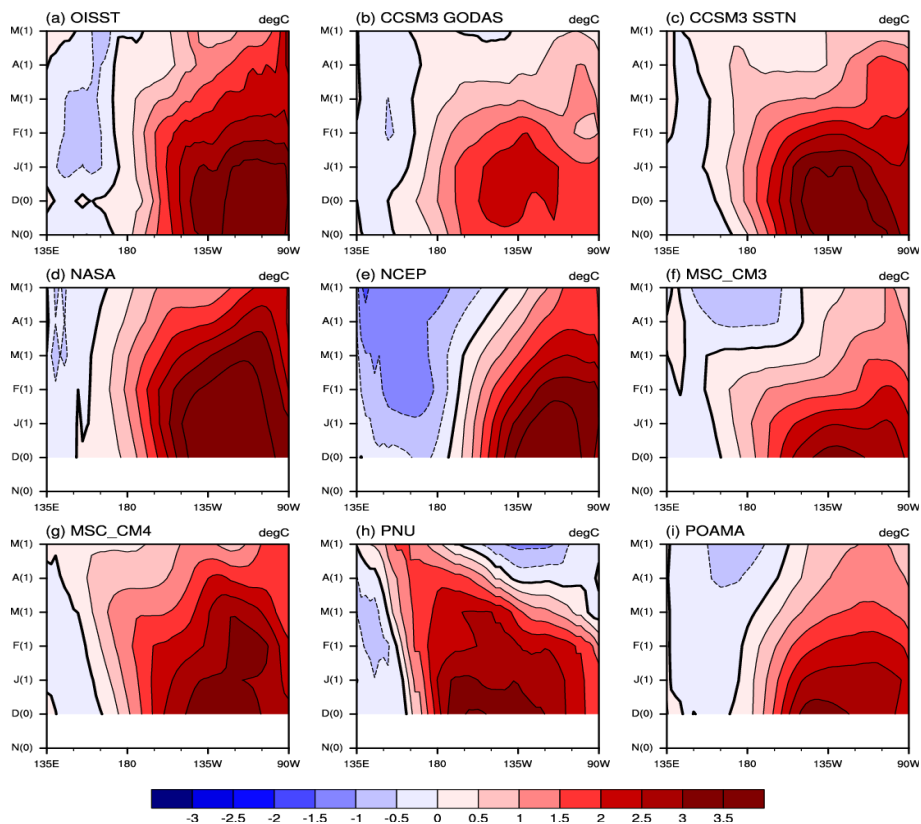 (a) OISST degC (b) CCSM3 GODAS degC (c) CCSM3 SSTN degC
M(1) M(1) M(1)
A(1) A(1) A(1)
M(1) M(1) M(1)
F(1) F(1) F(1)
J(1) J(1) J(1)
D(0) D(0) D(0)
N(0) N(0) N(0)
135E 180 135W 90W 135E 180 135W 90W 135E 180 135W 90W
(d) NASA degC (e) NCEP degC (f) MSC_CM3 degC
M(1) M(1) M(1)
A(1) A(1) A(1)
M(1) M(1) M(1)
F(1) F(1) F(1)
J(1) J(1) J(1)
D(0) D(0) D(0)
N(0) N(0) N(0)
135E 180 135W 90W 135E 180 135W 90W 135E 180 135W 90W
(g) MSC_CM4 degC (h) PNU degC (i) POAMA degC
M(1) M(1) M(1)
A(1) A(1) A(1)
M(1) M(1) M(1)
F(1) F(1) F(1)
J(1) J(1) J(1)
D(0) D(0) D(0)
N(0) N(0) N(0)
135E 180 135W 90W 135E 180 135W 90W 135E 180 135W 90W
-3 -2.5 -2 -1.5 -1 -0.5 0 0.5 1 1.5 2 2.5 3 3.5